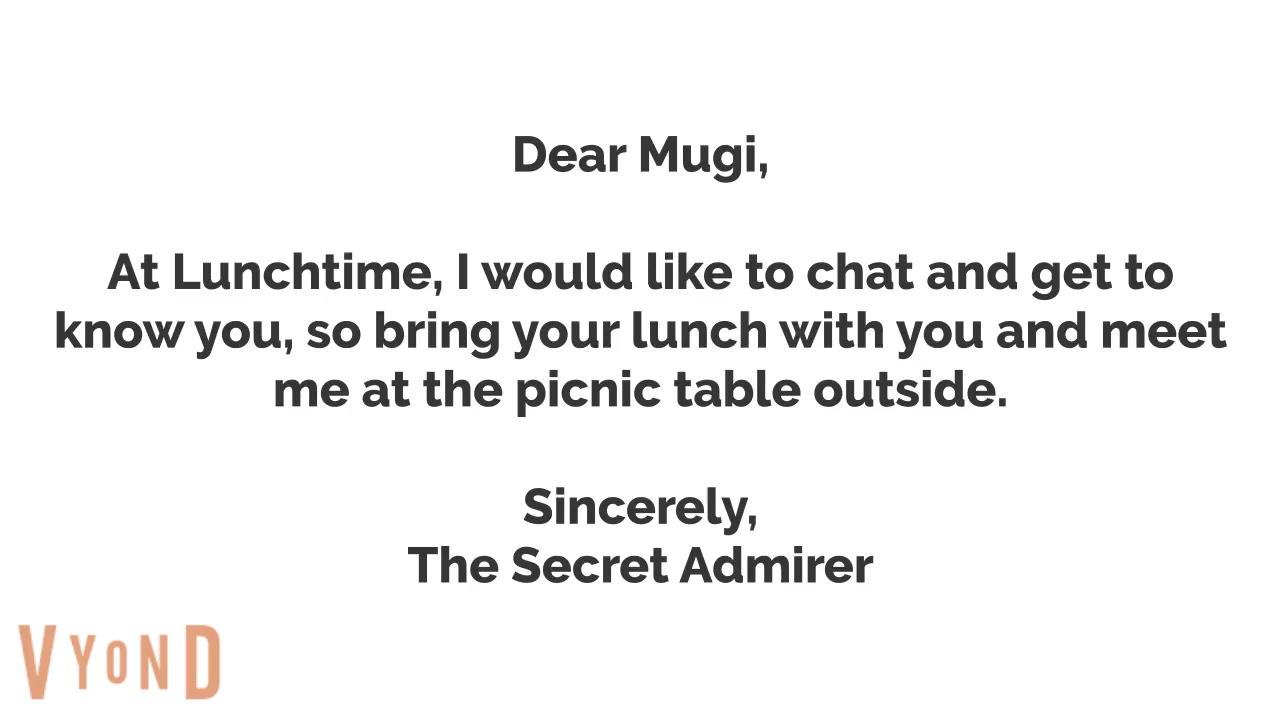 Dear Mugi,
At Lunchtime, I would like to chat and get to
know you, so bring your lunch with you and meet
me at the picnic table outside.
Sincerely,
The Secret Admirer
VYOND